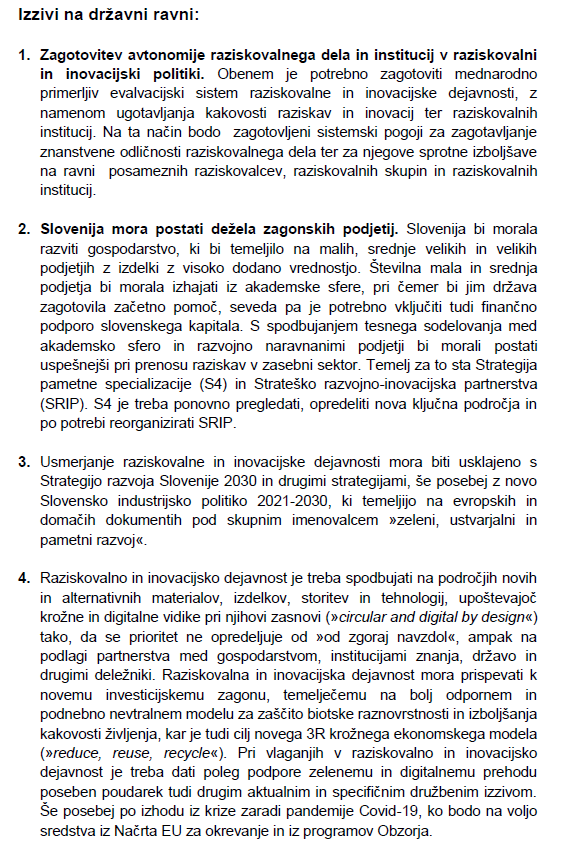 Izzivi na državni ravni:
1. Zagotovitev avtonomije raziskovalnega dela in institucij v raziskovalni
in inovacijski politiki. Obenem je potrebno zagotoviti mednarodno
primerljiv evalvacijski sistem raziskovalne in inovacijske dejavnosti, z
namenom ugotavljanja kakovosti raziskav in inovacij ter raziskovalnih
institucij. Na ta način bodo zagotovljeni sistemski pogoji za zagotavljanje
znanstvene odličnosti raziskovalnega dela ter za njegove sprotne izboljšave
na ravni posameznih raziskovalcev, raziskovalnih skupin in raziskovalnih
institucij.
2. Slovenija mora postati dežela zagonskih podjetij. Slovenija bi morala
razviti gospodarstvo, ki bi temeljilo na malih, srednje velikih in velikih
podjetjih z izdelki z visoko dodano vrednostjo. Številna mala in srednja
podjetja bi morala izhajati iz akademske sfere, pri čemer bi jim država
zagotovila začetno pomoč, seveda pa je potrebno vključiti tudi finančno
podporo slovenskega kapitala. S spodbujanjem tesnega sodelovanja med
akademsko sfero in razvojno naravnanimi podjetji bi morali postati
uspešnejši pri prenosu raziskav v zasebni sektor. Temelj za to sta Strategija
pametne specializacije (S4) in Strateško razvojno-inovacijska partnerstva
(SRIP). S4 je treba ponovno pregledati, opredeliti nova ključna področja in
po potrebi reorganizirati SRIP.
3. Usmerjanje raziskovalne in inovacijske dejavnosti mora biti usklajeno s
Strategijo razvoja Slovenije 2030 in drugimi strategijami, še posebej z novo
Slovensko industrijsko politiko 2021-2030, ki temeljijo na evropskih in
domačih dokumentih pod skupnim imenovalcem »zeleni, ustvarjalni in
pametni razvoj«.
4. Raziskovalno in inovacijsko dejavnost je treba spodbujati na področjih novih
in alternativnih materialov, izdelkov, storitev in tehnologij, upoštevajoč
krožne in digitalne vidike pri njihovi zasnovi (»circular and digital by design«)
tako, da se prioritet ne opredeljuje od »od zgoraj navzdol«, ampak na
podlagi partnerstva med gospodarstvom, institucijami znanja, državo in
drugimi deležniki. Raziskovalna in inovacijska dejavnost mora prispevati k
novemu investicijskemu zagonu, temelječemu na bolj odpornem in
podnebno nevtralnem modelu za zaščito biotske raznovrstnosti in izboljšanja
kakovosti življenja, kar je tudi cilj novega 3R krožnega ekonomskega modela
(»reduce, reuse, recycle«). Pri vlaganjih v raziskovalno in inovacijsko
dejavnost je treba dati poleg podpore zelenemu in digitalnemu prehodu
poseben poudarek tudi drugim aktualnim in specifičnim družbenim izzivom.
Še posebej po izhodu iz krize zaradi pandemije Covid-19, ko bodo na voljo
sredstva iz Načrta EU za okrevanje in iz programov Obzorja.